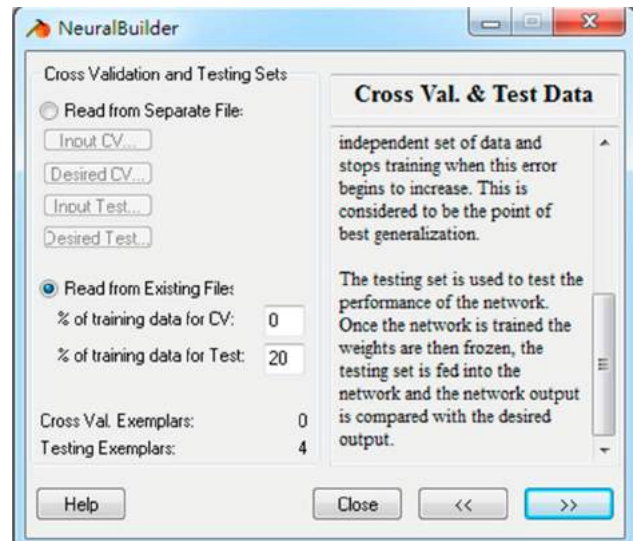 NeuralBuilder
Cross Validation and Testing Sets
Read from Separate File:
Input CV...
Desired CV...
Input Test...
Desired Test...
Read from Existing File:
% of training data for CV: 0
% of training data for Test: 20
Cross Val. Exemplars: 0
Testing Exemplars: 4
Cross Val. & Test Data
independent set of data and
stops training when this error
begins to increase. This is
considered to be the point of
best generalization.
The testing set is used to test the
performance of the network.
Once the network is trained the
weights are then frozen, the
testing set is fed into the
network and the network output
is compared with the desired
output.
Help Close << >>